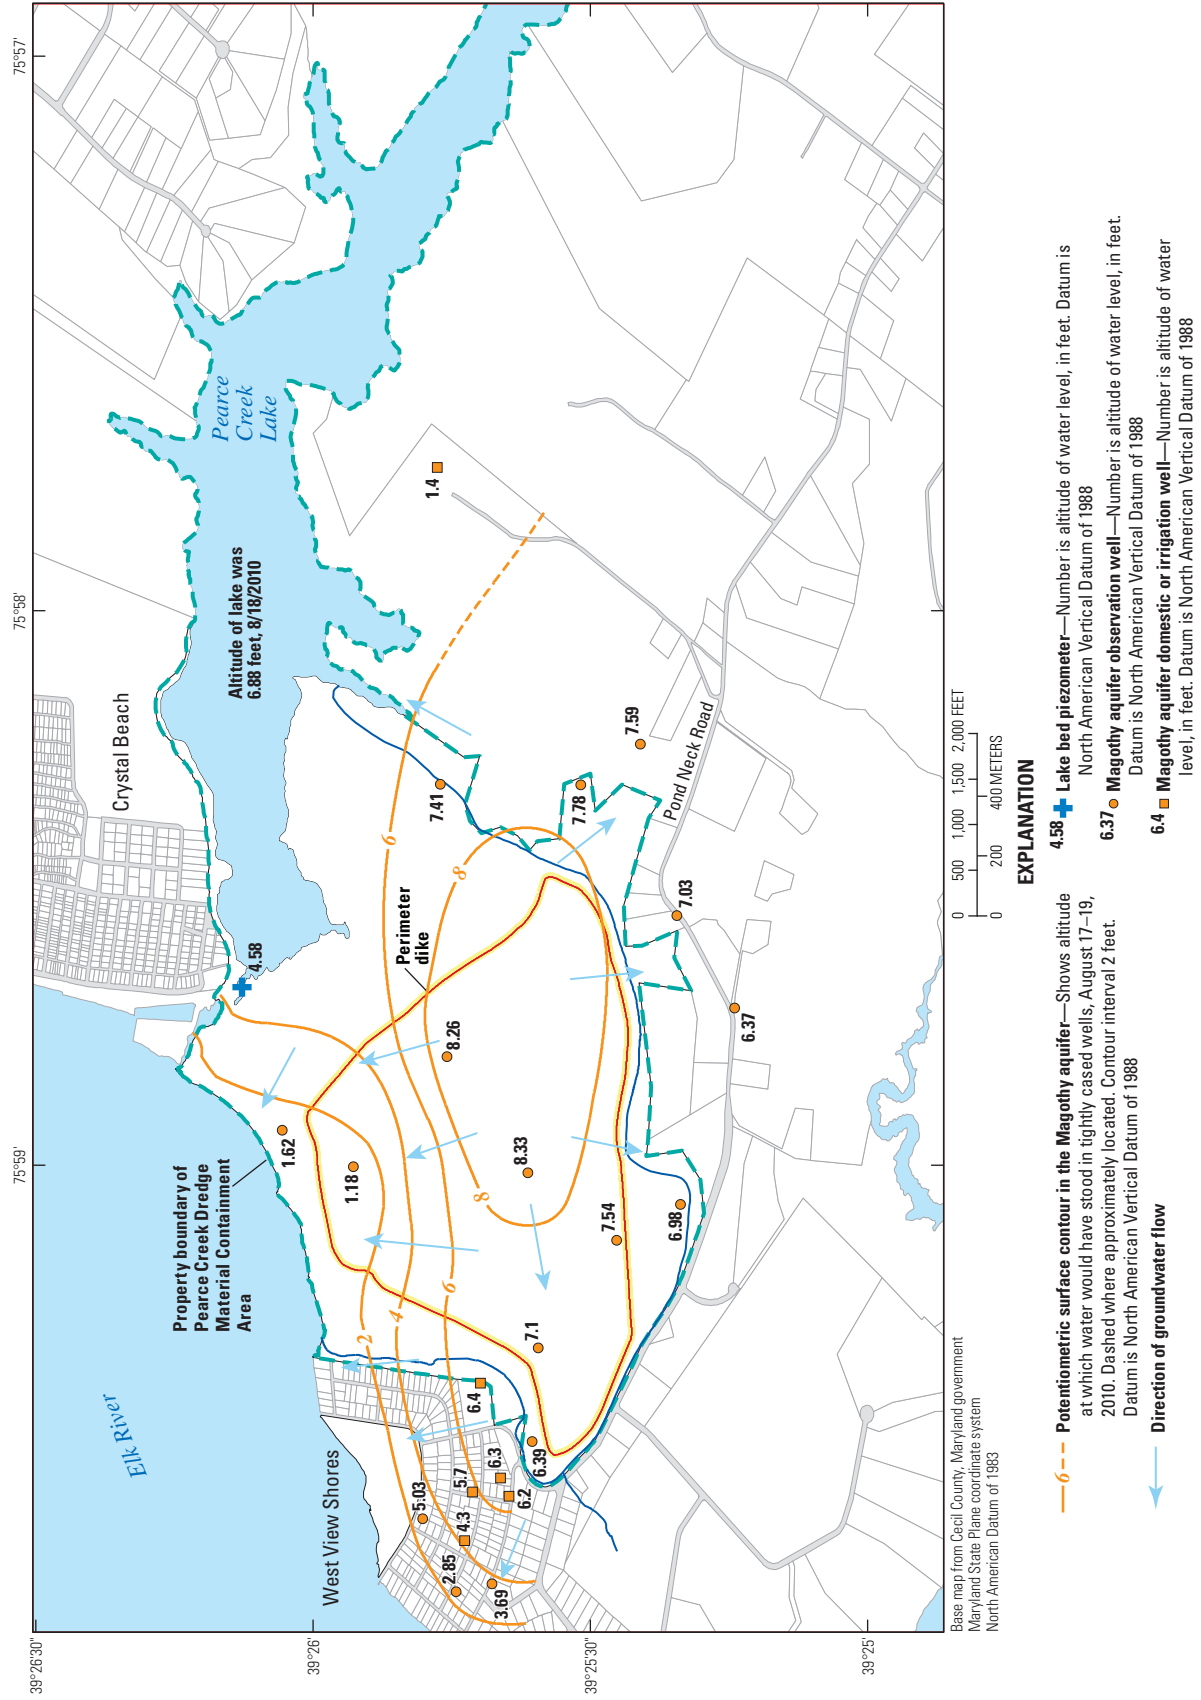 75°59'
75°58'
75°57'
39°26'30"
39°26'
39°25'30"
39°25'
Elk River
Crystal Beach
West View Shores
Pearce
Creek
Lake
Altitude of lake was
6.88 feet, 8/18/2010
Property boundary of
Pearce Creek Dredge
Material Containment
Area
Perimeter
dike
Pond Neck Road
4.58
1.62
1.18
8.26
8.33
7.54
7.1
6.98
6.39
6.4
6.3
6.2
5.7
5.03
4.3
2.85
3.69
7.41
7.78
7.59
7.03
6.37
1.4
2
4
6
6
8
8
Base map from Cecil County, Maryland government
Maryland State Plane coordinate system
North American Datum of 1983
0 500 1,000 1,500 2,000 FEET
0 200 400 METERS
EXPLANATION
6 Potentiometric surface contour in the Magothy aquifer—Shows altitude
at which water would have stood in tightly cased wells, August 17–19,
2010. Dashed where approximately located. Contour interval 2 feet.
Datum is North American Vertical Datum of 1988
Direction of groundwater flow
4.58 Lake bed piezometer—Number is altitude of water level, in feet. Datum is
North American Vertical Datum of 1988
6.37 Magothy aquifer observation well—Number is altitude of water level, in feet.
Datum is North American Vertical Datum of 1988
6.4 Magothy aquifer domestic or irrigation well—Number is altitude of water
level, in feet. Datum is North American Vertical Datum of 1988